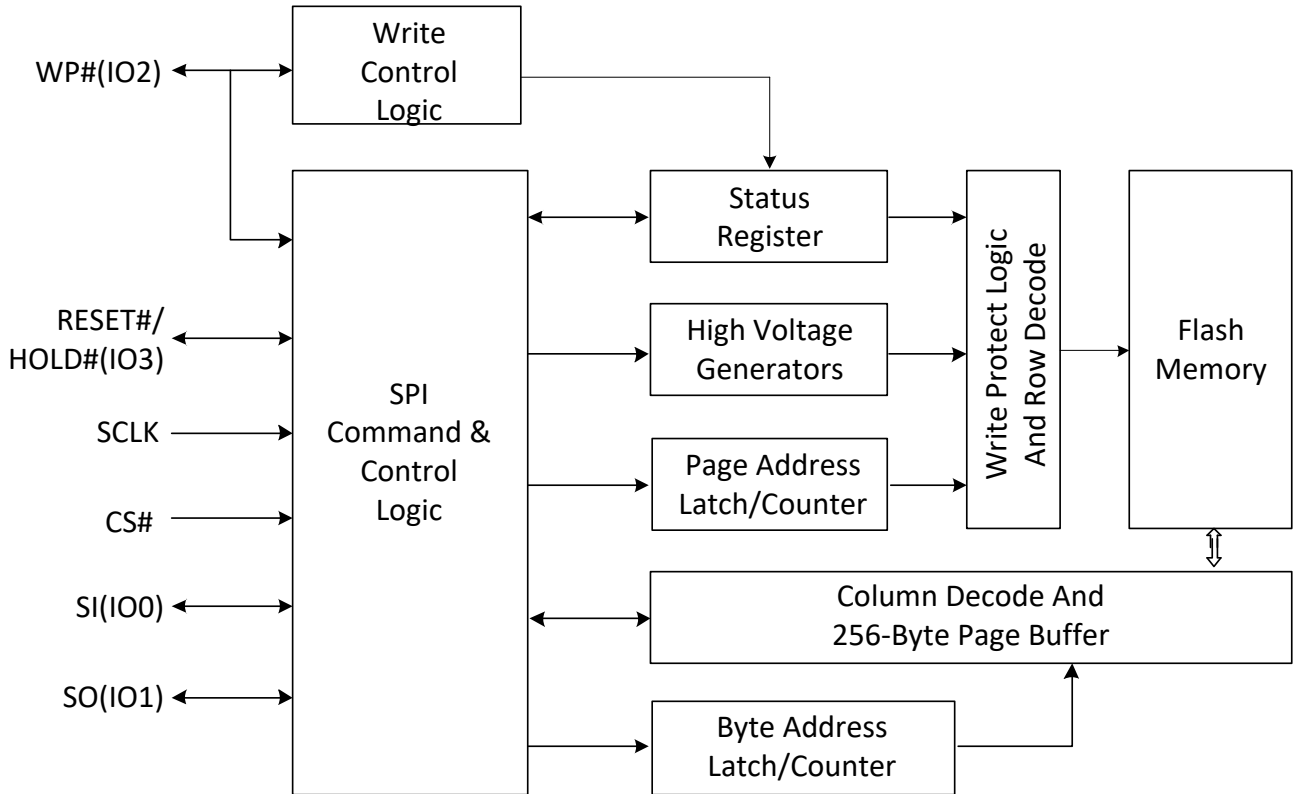 WP#(IO2)
Write
Control
Logic
Status
Register
Write Protect Logic
And Row Decode
Flash
Memory
RESET#/
HOLD#(IO3)
High Voltage
Generators
SPI
Command &
Control
Logic
SCLK
Page Address
Latch/Counter
CS#
SI(IO0)
Column Decode And
256-Byte Page Buffer
SO(IO1)
Byte Address
Latch/Counter